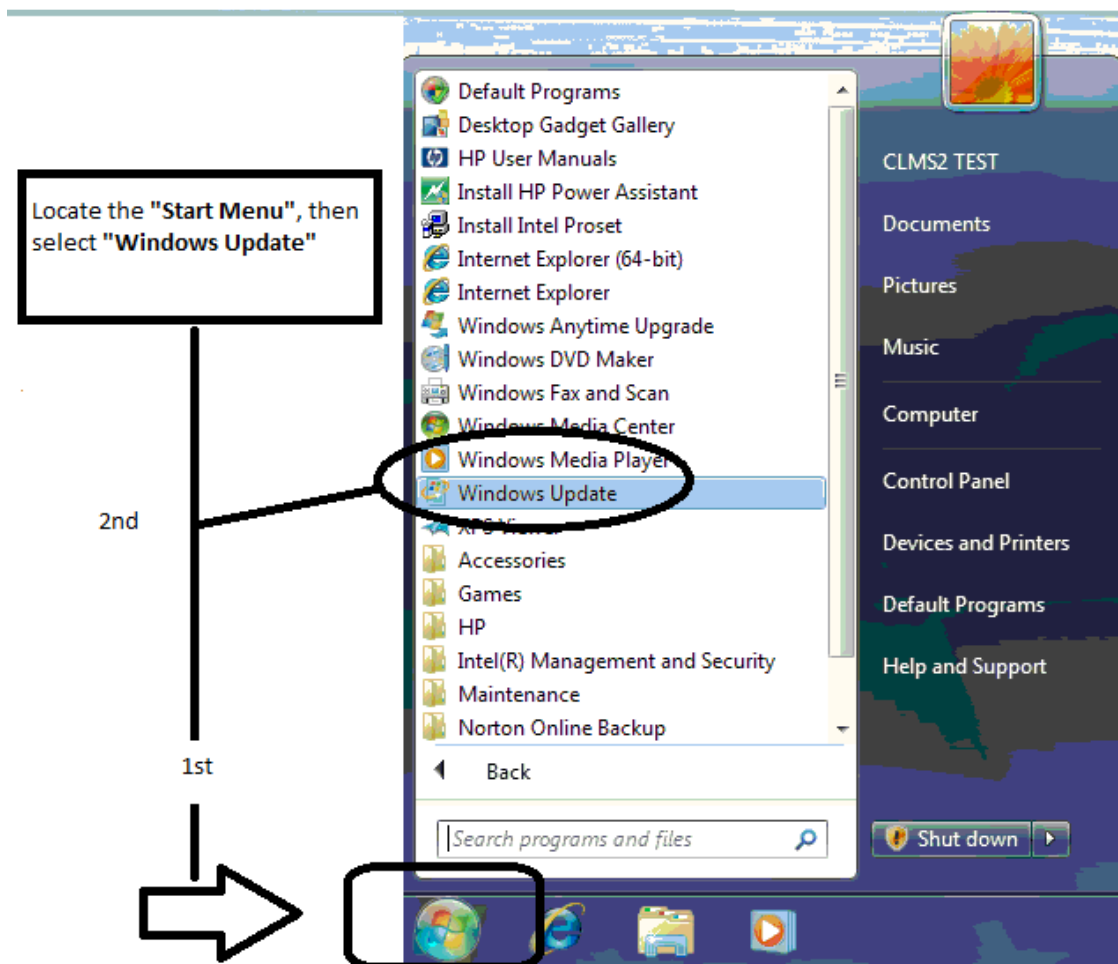 Locate the "Start Menu", then
select "Windows Update"
2nd
1st
Default Programs
Desktop Gadget Gallery
HP User Manuals
Install HP Power Assistant
Install Intel Proset
Internet Explorer (64-bit)
Internet Explorer
Windows Anytime Upgrade
Windows DVD Maker
Windows Fax and Scan
Windows Media Center
Windows Media Player
Windows Update
XPS Viewer
Accessories
Games
HP
Intel(R) Management and Security
Maintenance
Norton Online Backup
Back
Search programs and files
CLMS2 TEST
Documents
Pictures
Music
Computer
Control Panel
Devices and Printers
Default Programs
Help and Support
Shut down